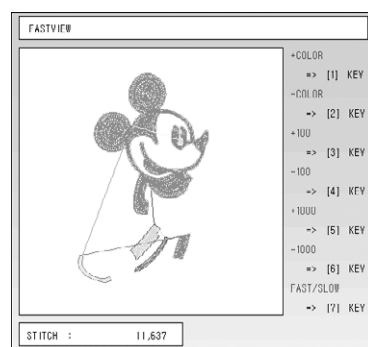 FASTVIEW
+COLOR
=> [1] KEY
-COLOR
=> [2] KEY
+100
=> [3] KEY
-100
=> [4] KEY
+1000
=> [5] KEY
-1000
=> [6] KEY
FAST/SLOW
=> [7] KEY
STITCH : 11,637